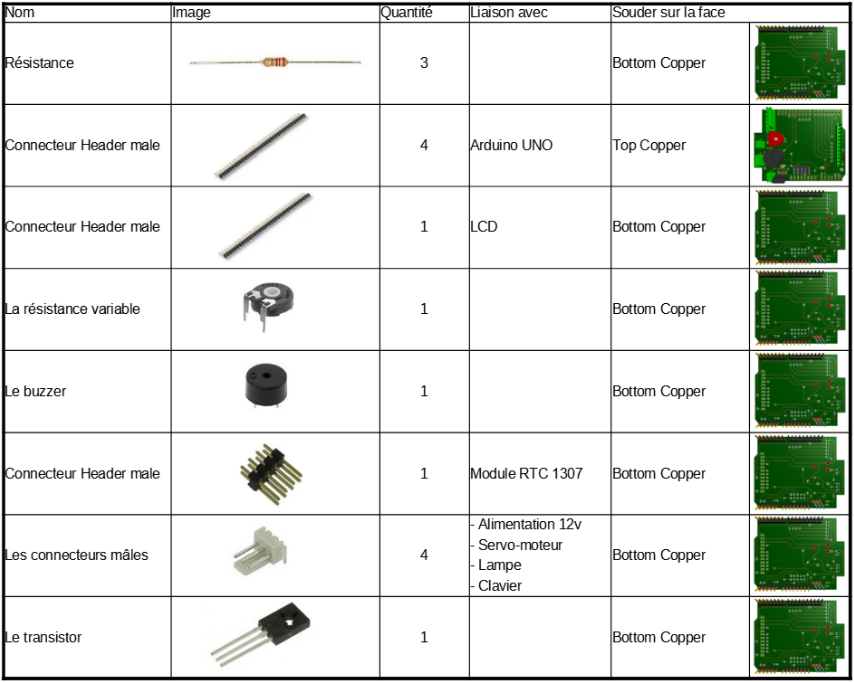 Nom Image Quantité Liaison avec Souder sur la face
Résistance 3 Bottom Copper
Connecteur Header male 4 Arduino UNO Top Copper
Connecteur Header male 1 LCD Bottom Copper
La résistance variable 1 Bottom Copper
Le buzzer 1 Bottom Copper
Connecteur Header male 1 Module RTC 1307 Bottom Copper
Les connecteurs mâles 4 - Alimentation 12v
- Servo-moteur
- Lampe
- Clavier
Bottom Copper
Le transistor 1 Bottom Copper